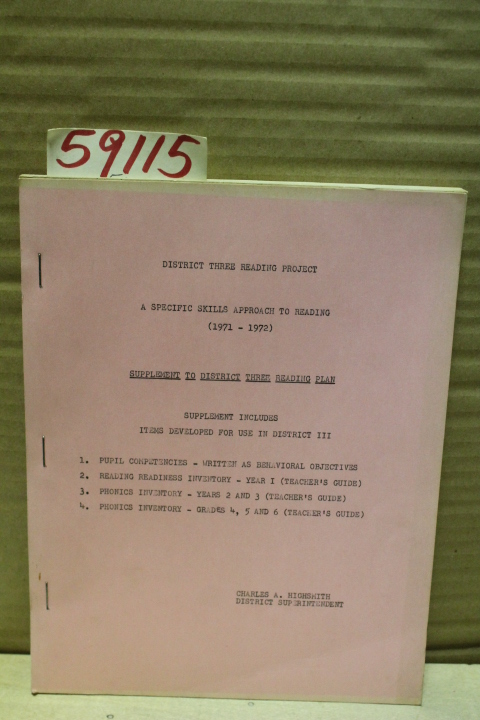 59115
DISTRICT THREE READING PROJECT
A SPECIFIC SKILLS APPROACH TO READING
(1971 - 1972)
SUPPLEMENT TO DISTRICT THREE READING PLAN
SUPPLEMENT INCLUDES
ITEMS DEVELOPED FOR USE IN DISTRICT III
1. PUPIL COMPETENCIES - WRITTEN AS BEHAVIORAL OBJECTIVES
2. READING READINESS INVENTORY - YEAR I (TEACHER'S GUIDE)
3. PHONICS INVENTORY - YEARS 2 AND 3 (TEACHER'S GUIDE)
4. PHONICS INVENTORY - GRADES 4, 5 AND 6 (TEACHER'S GUIDE)
CHARLES A. HIGHSMITH
DISTRICT SUPERINTENDENT